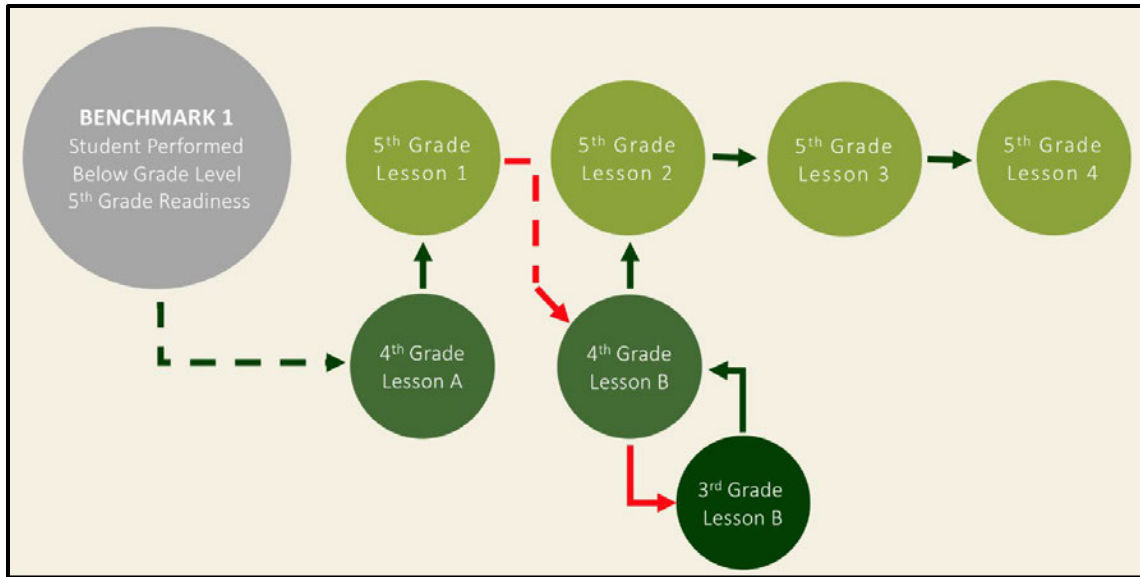 BENCHMARK 1
Student Performed
Below Grade Level
5th Grade Readiness
5th Grade
Lesson 1
5th Grade
Lesson 2
5th Grade
Lesson 3
5th Grade
Lesson 4
4th Grade
Lesson A
4th Grade
Lesson B
3rd Grade
Lesson B